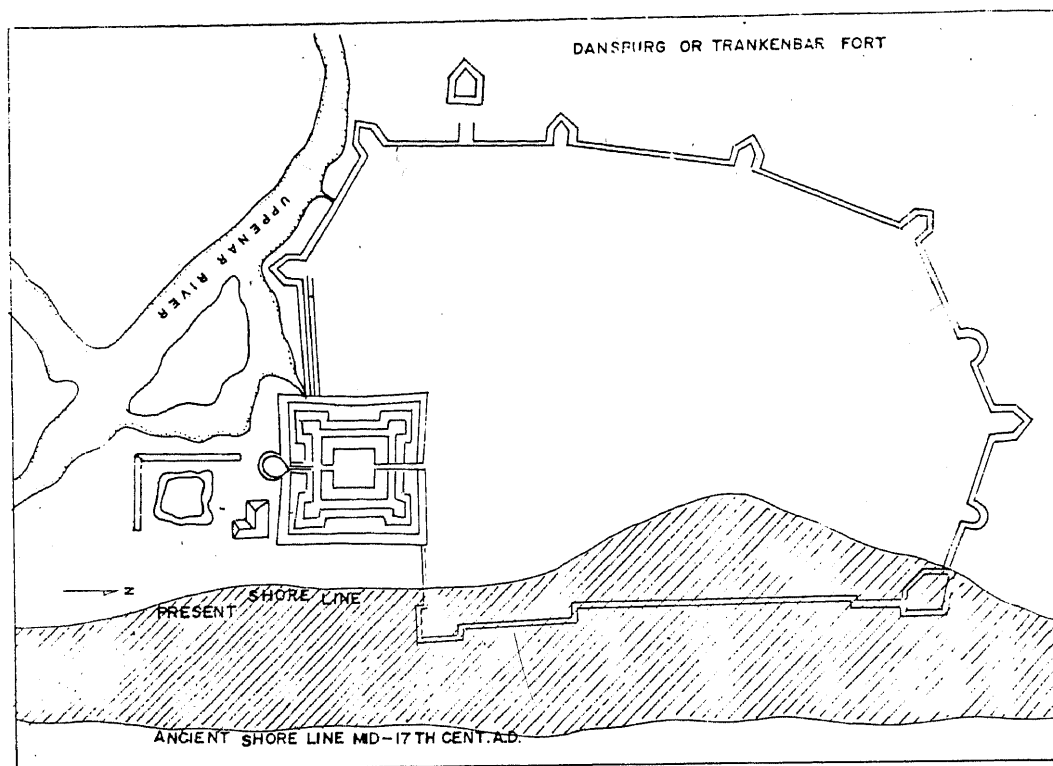 DANSBURG OR TRANKENBAR FORT
UPPENAR RIVER
N
PRESENT SHORE LINE
ANCIENT SHORE LINE MID-17TH CENT. A.D.